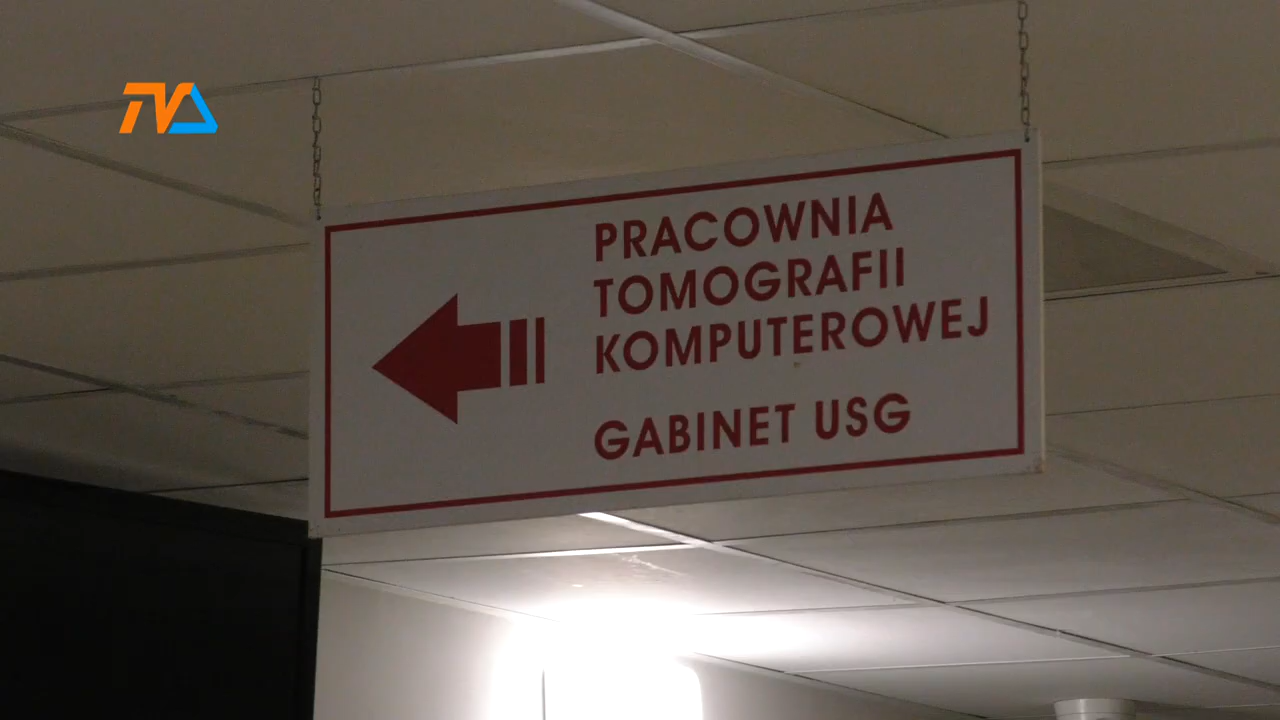 TVA
PRACOWNIA
TOMOGRAFII
KOMPUTEROWEJ
GABINET USG